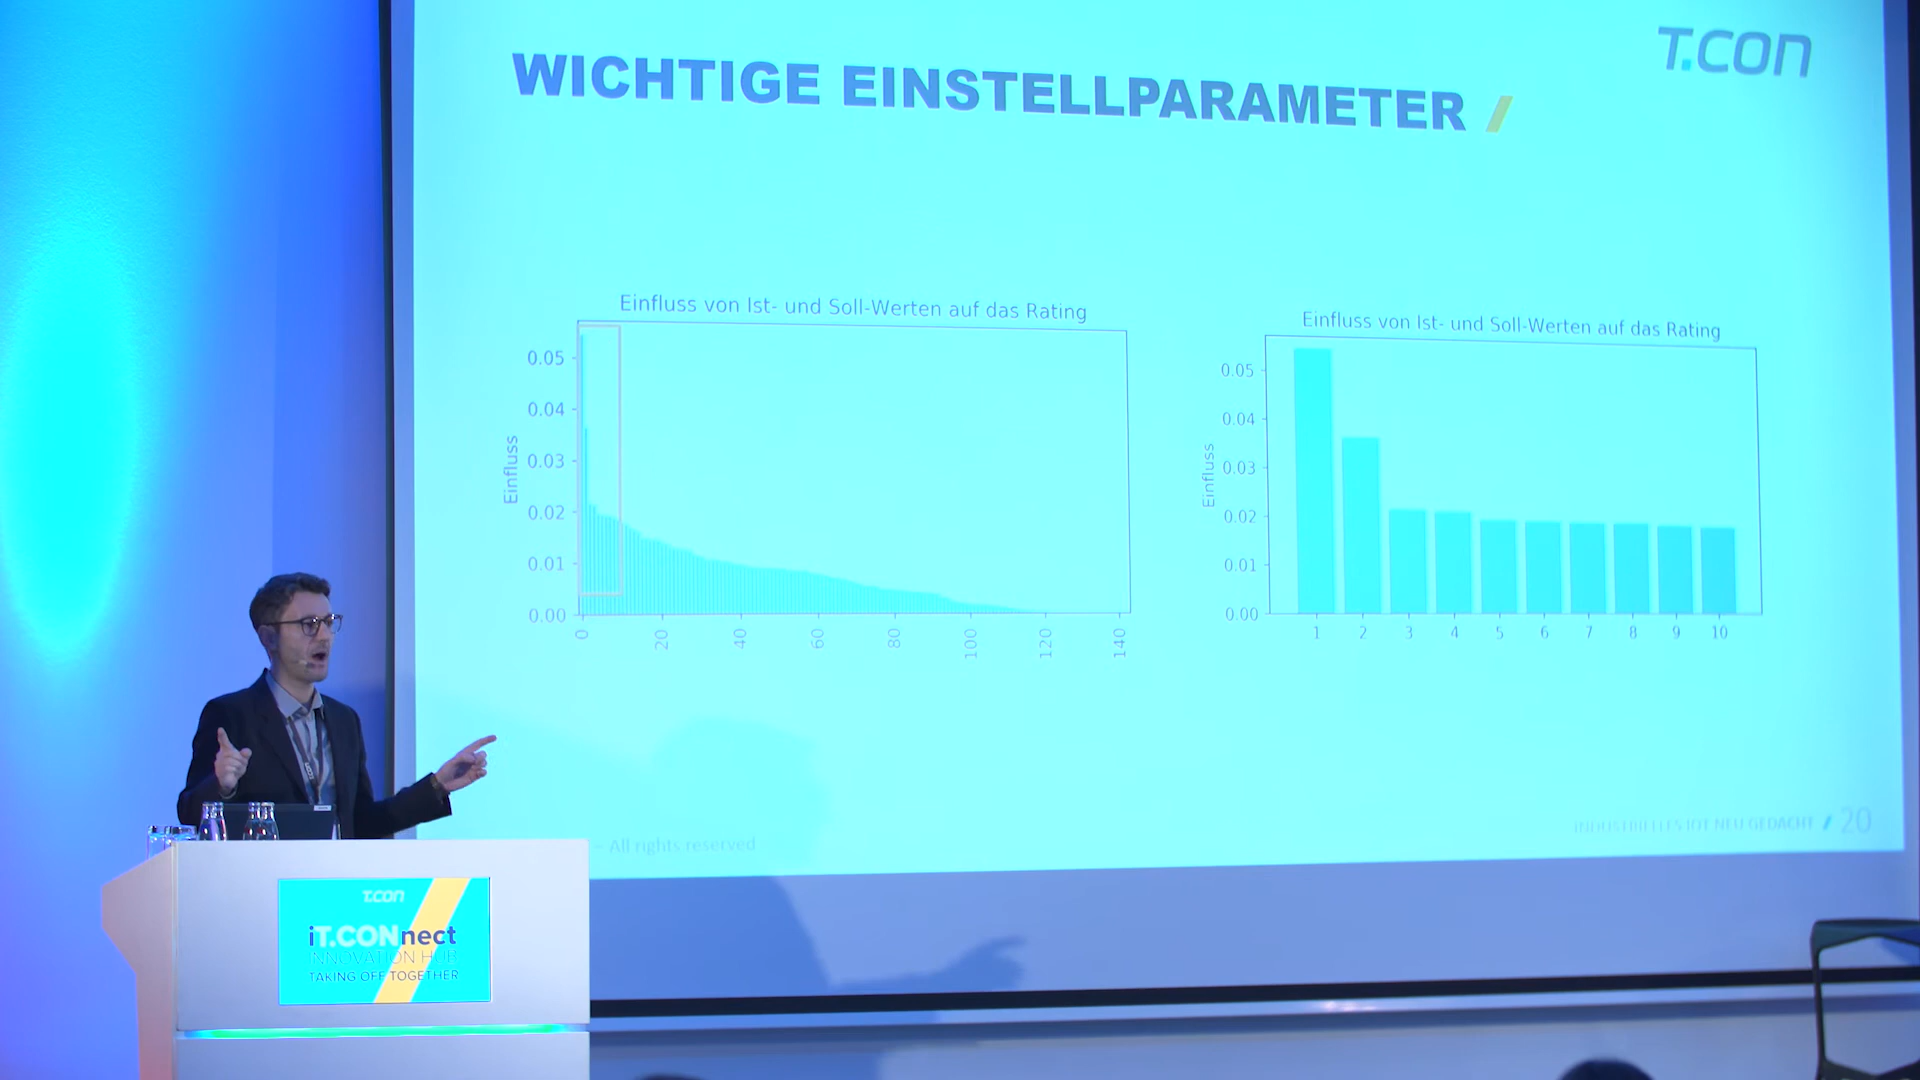 T.CON
WICHTIGE EINSTELLPARAMETER /
Einfluss von Ist- und Soll-Werten auf das Rating
Einfluss
0.05
0.04
0.03
0.02
0.01
0.00
0 20 40 60 80 100 120 140
Einfluss von Ist- und Soll-Werten auf das Rating
Einfluss
0.05
0.04
0.03
0.02
0.01
0.00
1 2 3 4 5 6 7 8 9 10
– All rights reserved
INDUSTRIELLES IOT NEU GEDACHT / 20
T.CON
iT.CONnect
INNOVATION HUB
TAKING OFF TOGETHER